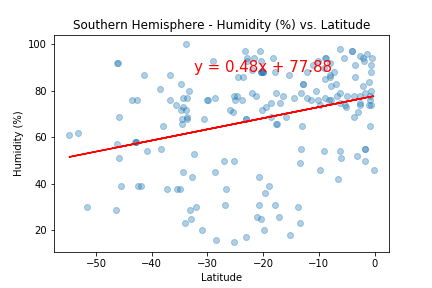 Southern Hemisphere - Humidity (%) vs. Latitude
100
y = 0.48x + 77.88
80
60
40
20
Humidity (%)
−50 −40 −30 −20 −10 0
Latitude